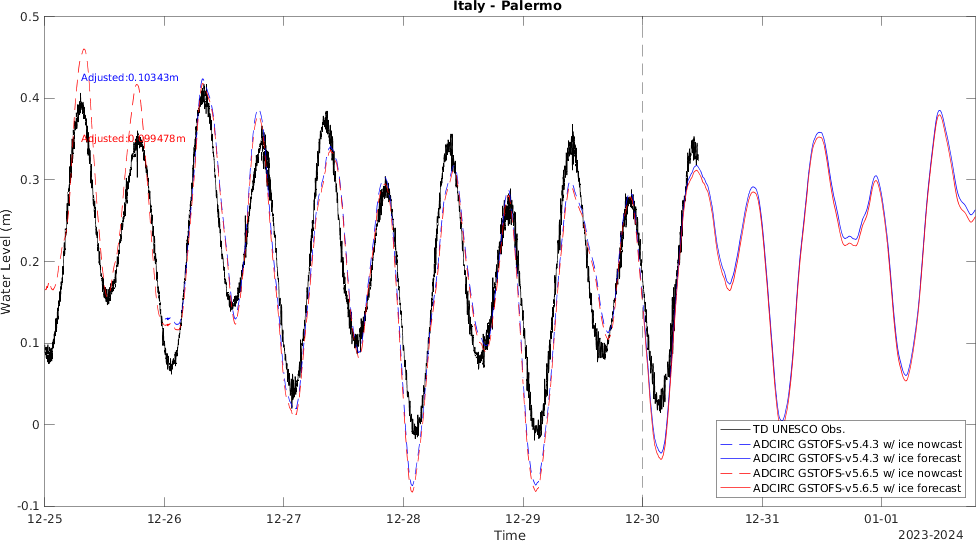 Italy - Palermo
0.5
0.4
0.3
0.2
0.1
0
-0.1
Water Level (m)
Adjusted:0.10343m
Adjusted:0.099478m
TD UNESCO Obs.
ADCIRC GSTOFS-v5.4.3 w/ ice nowcast
ADCIRC GSTOFS-v5.4.3 w/ ice forecast
ADCIRC GSTOFS-v5.6.5 w/ ice nowcast
ADCIRC GSTOFS-v5.6.5 w/ ice forecast
12-25 12-26 12-27 12-28 12-29 12-30 12-31 01-01
Time
2023-2024